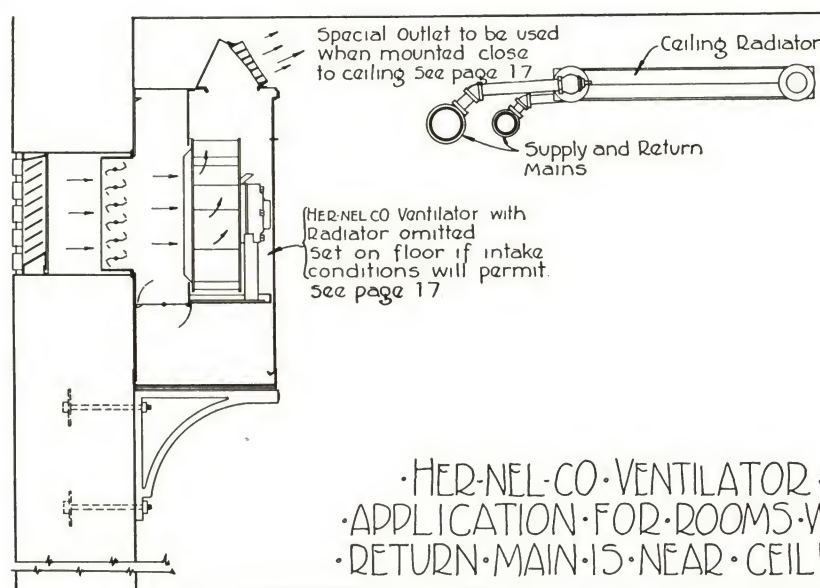 Special Outlet to be used
when mounted close
to ceiling See page 17
Ceiling Radiator
Supply and Return
Mains
HER-NEL CO Ventilator with
Radiator omitted
set on floor if intake
conditions will permit.
See page 17
·HER-NEL-CO·VENTILATOR·
·APPLICATION·FOR·ROOMS·
·RETURN·MAIN·IS·NEAR·